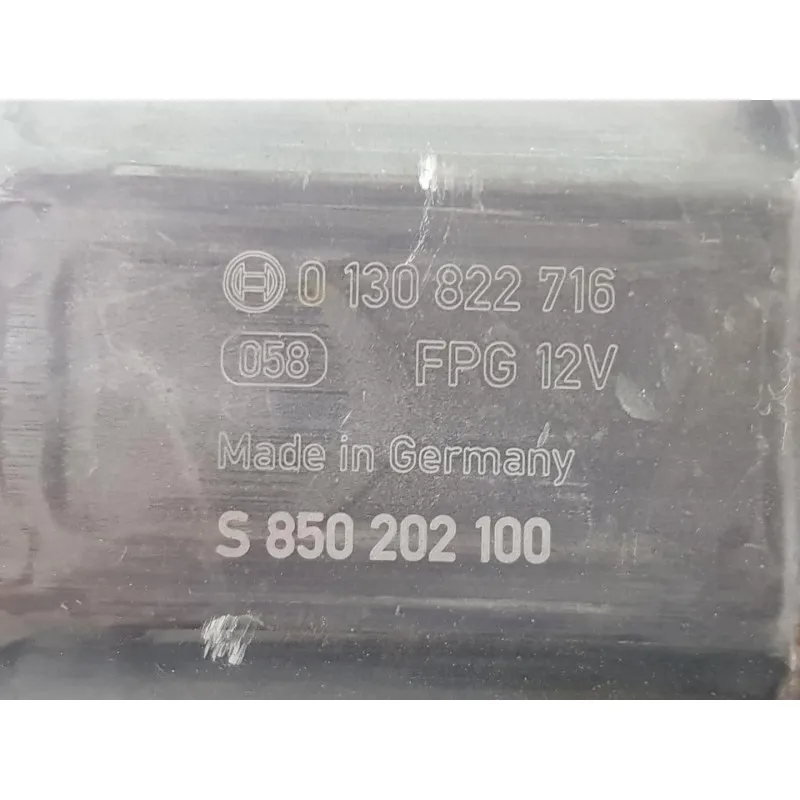 0 130 822 716
058 FPG 12V
Made in Germany
S 850 202 100